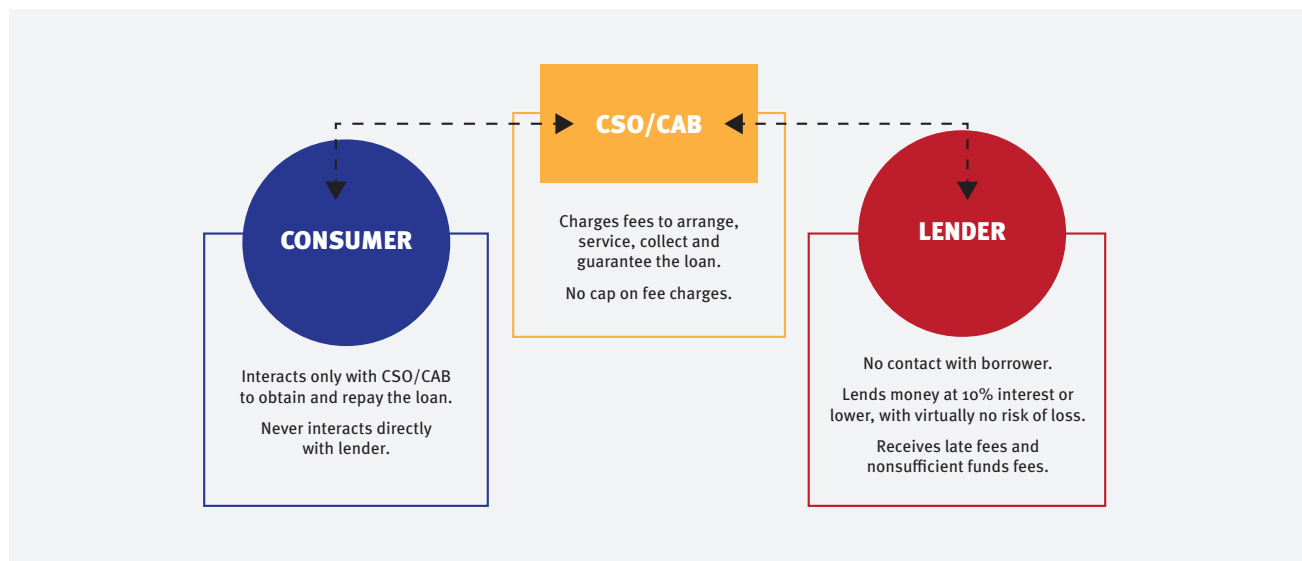 CONSUMER
Interacts only with CSO/CAB
to obtain and repay the loan.
Never interacts directly
with lender.
CSO/CAB
Charges fees to arrange,
service, collect and
guarantee the loan.
No cap on fee charges.
LENDER
No contact with borrower.
Lends money at 10% interest or
lower, with virtually no risk of loss.
Receives late fees and
nonsufficient funds fees.